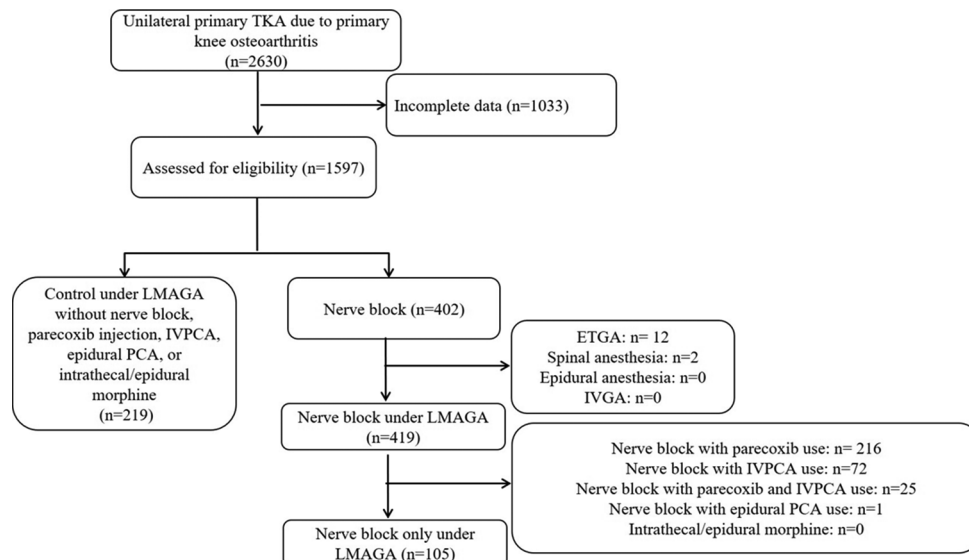 Unilateral primary TKA due to primary
knee osteoarthritis
(n=2630)
Incomplete data (n=1033)
Assessed for eligibility (n=1597)
Control under LMAGA
without nerve block,
parecoxib injection, IVPCA,
epidural PCA, or
intrathecal/epidural
morphine
(n=219)
Nerve block (n=402)
ETGA: n= 12
Spinal anesthesia: n=2
Epidural anesthesia: n=0
IVGA: n=0
Nerve block under LMAGA
(n=419)
Nerve block with parecoxib use: n= 216
Nerve block with IVPCA use: n=72
Nerve block with parecoxib and IVPCA use: n=25
Nerve block with epidural PCA use: n=1
Intrathecal/epidural morphine: n=0
Nerve block only under
LMAGA (n=105)